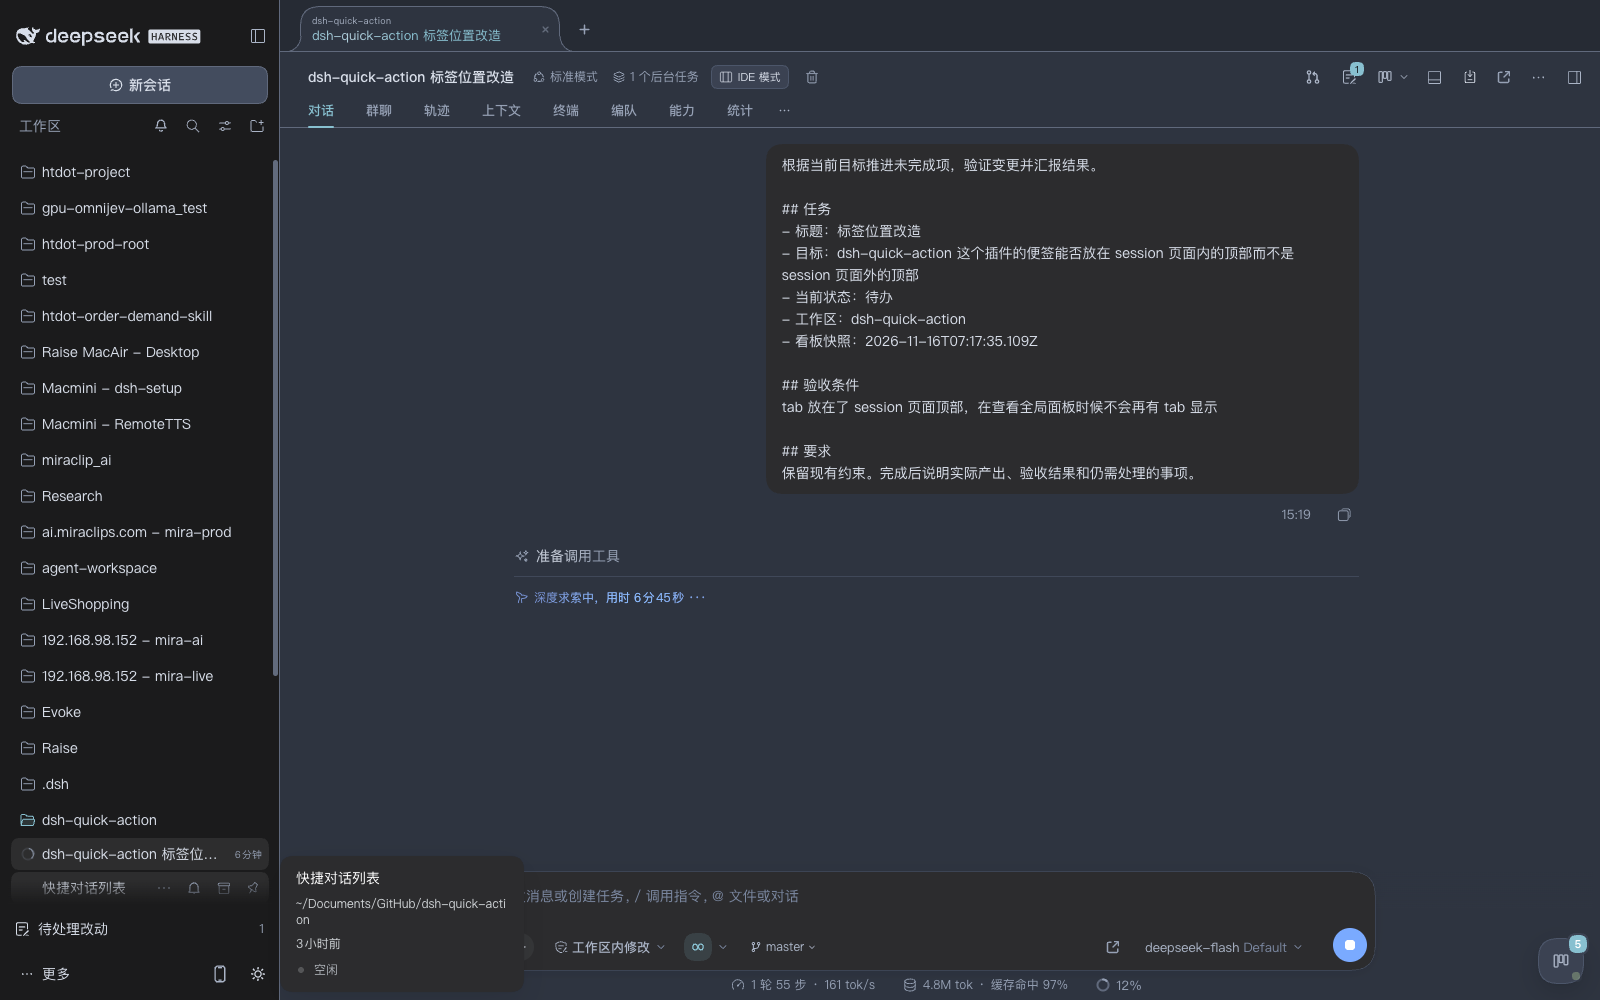 deepseek HARNESS
新会话
工作区
htdot-project
gpu-omnijev-ollama_test
htdot-prod-root
test
htdot-order-demand-skill
Raise MacAir - Desktop
Macmini - dsh-setup
Macmini - RemoteTTS
miraclip_ai
Research
ai.miraclips.com - mira-prod
agent-workspace
LiveShopping
192.168.98.152 - mira-ai
192.168.98.152 - mira-live
Evoke
Raise
.dsh
dsh-quick-action
dsh-quick-action 标签位... 6分钟
快捷对话列表
待处理改动 1
更多
dsh-quick-action
dsh-quick-action 标签位置改造
dsh-quick-action 标签位置改造 标准模式 1 个后台任务 IDE 模式
1
对话 群聊 轨迹 上下文 终端 编队 能力 统计
根据当前目标推进未完成项，验证变更并汇报结果。
## 任务
- 标题：标签位置改造
- 目标：dsh-quick-action 这个插件的便签能否放在 session 页面内的顶部而不是
session 页面外的顶部
- 当前状态：待办
- 工作区：dsh-quick-action
- 看板快照：2026-11-16T07:17:35.109Z
## 验收条件
tab 放在了 session 页面顶部，在查看全局面板时候不会再有 tab 显示
## 要求
保留现有约束。完成后说明实际产出、验收结果和仍需处理的事项。
15:19
准备调用工具
深度求索中，用时 6分45秒 ···
快捷对话列表
~/Documents/GitHub/dsh-quick-acti
on
3小时前
空闲
消息或创建任务，/ 调用指令，@ 文件或对话
工作区内修改 master deepseek-flash Default
5
1 轮 55 步 · 161 tok/s 4.8M tok · 缓存命中 97% 12%